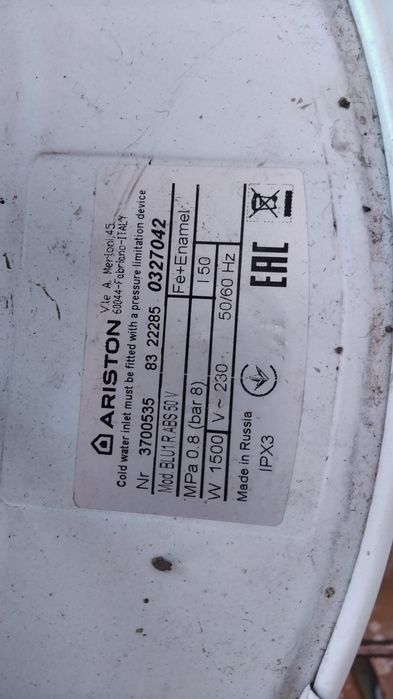 ARISTON V.le A. Merloni,45
60044-Fabriano-ITALY
Cold water inlet must be fitted with a pressure limitation device
Nr 3700535 83 22285 0327042
Mod. BLU1 R ABS 50 V Fe+Enamel
MPa 0.8 (bar 8) l 50
W 1500 V ~ 230 50/60 Hz
Made in Russia
IPX3
EAC